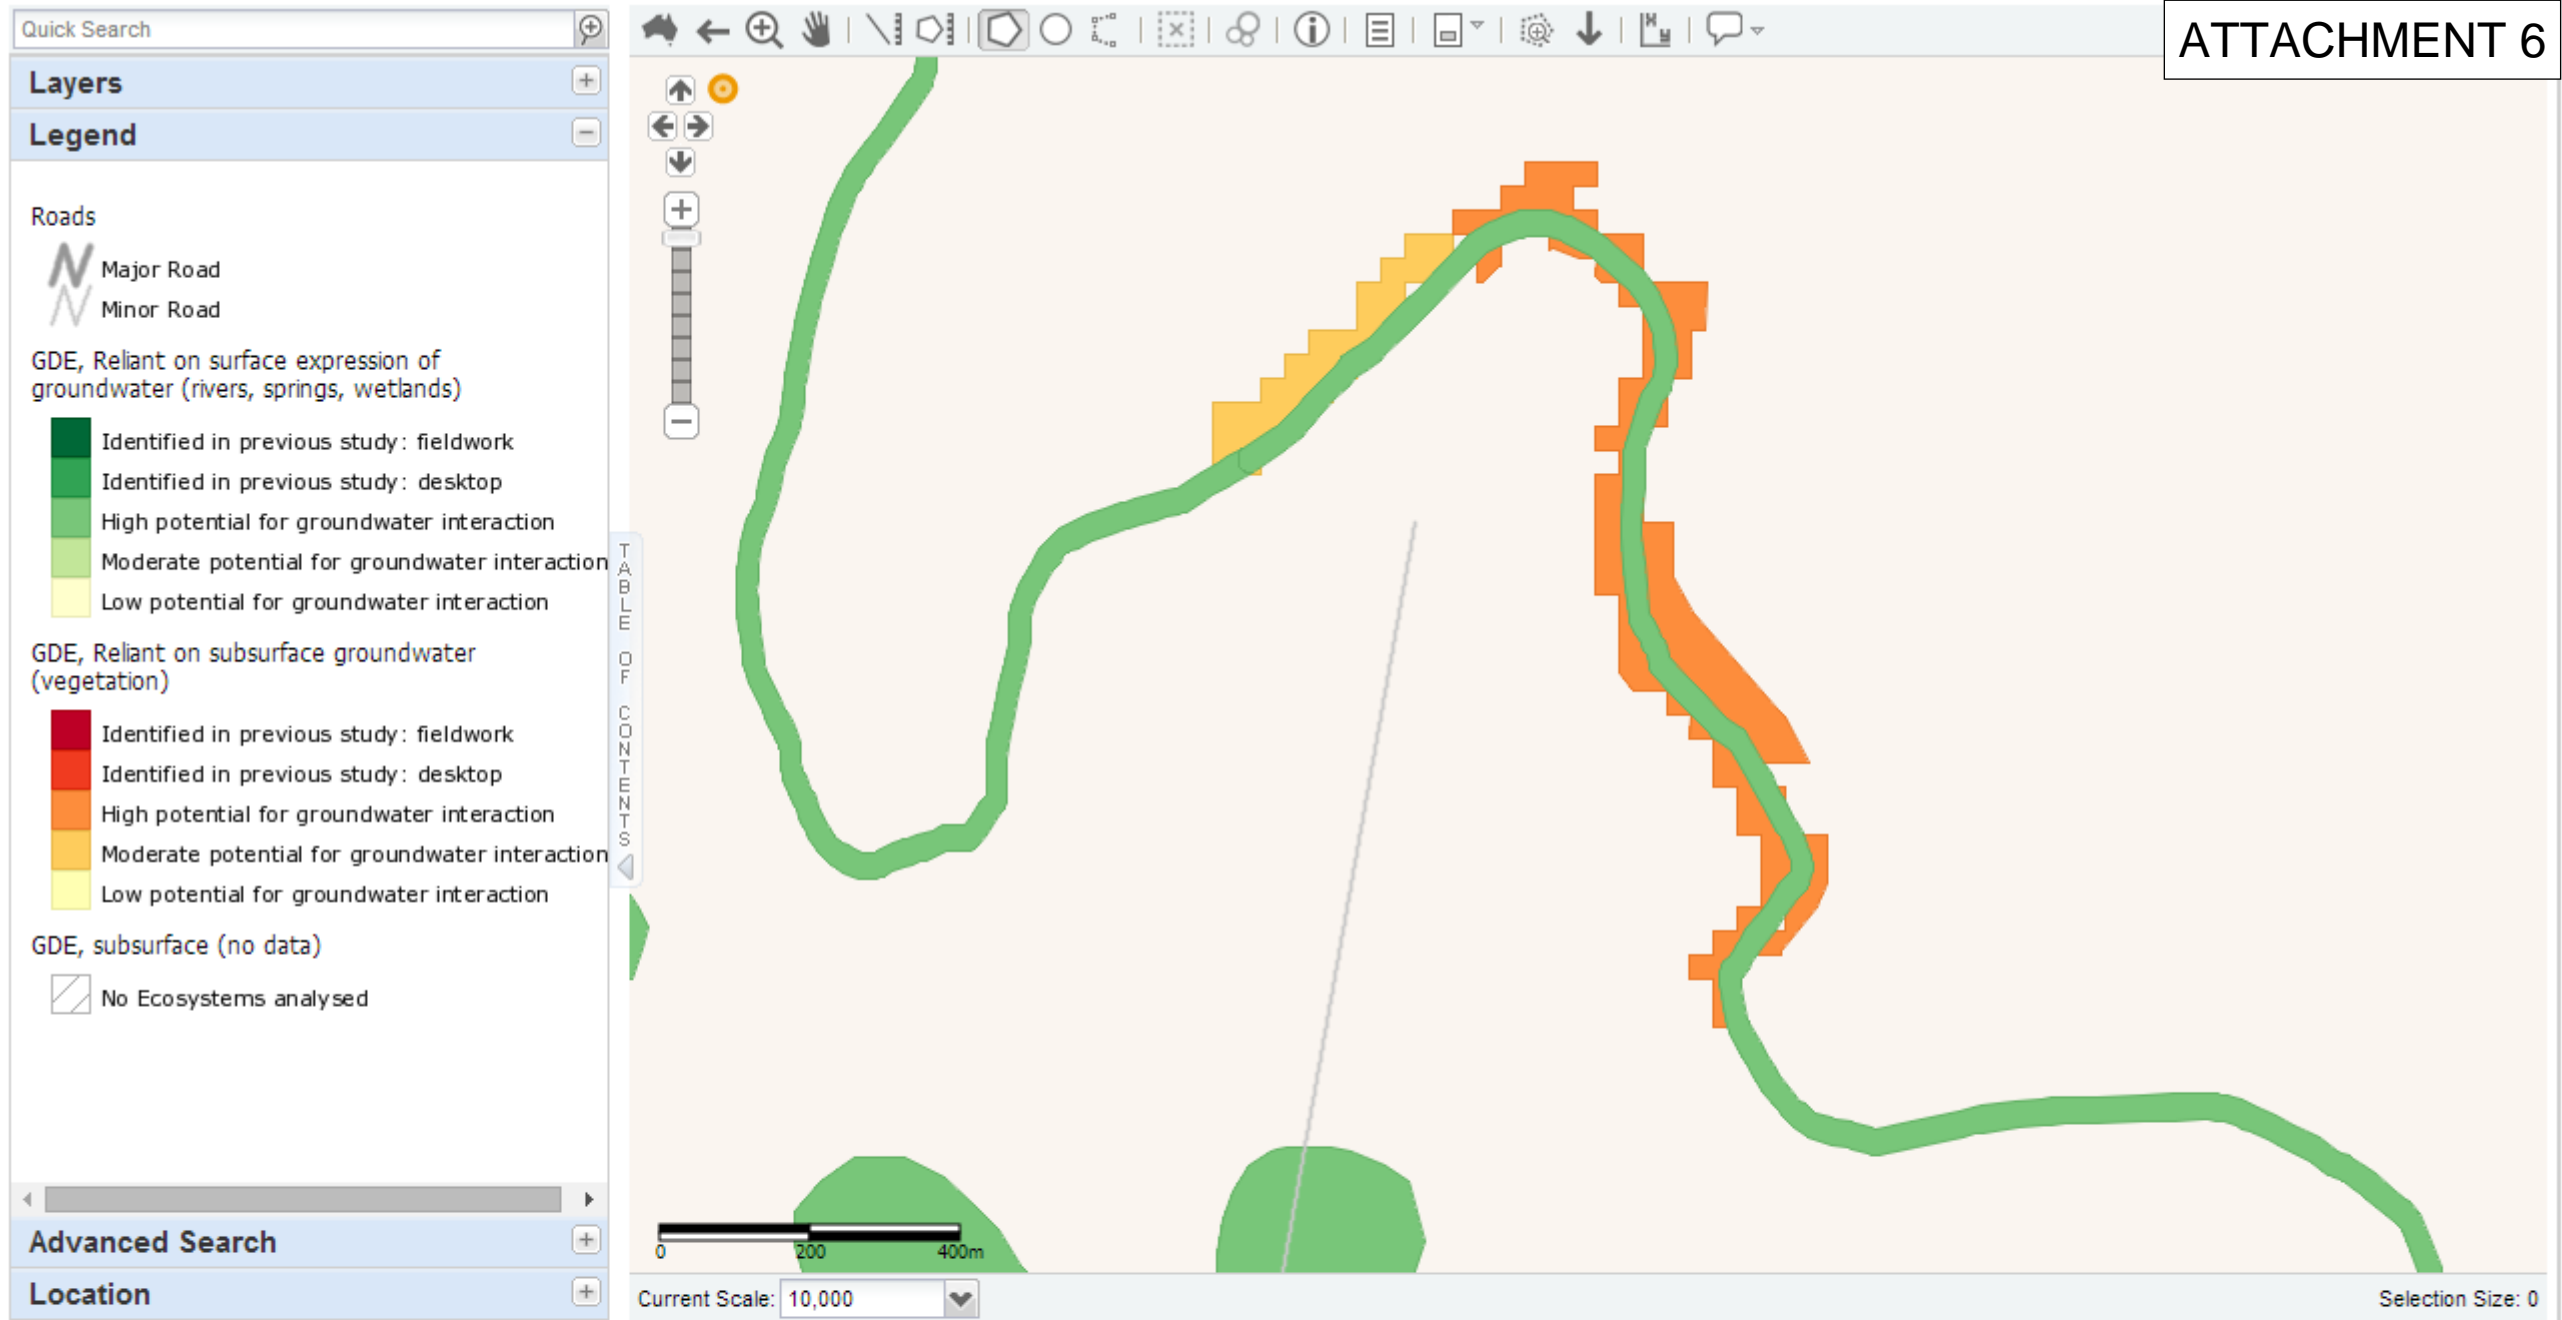 Quick Search
ATTACHMENT 6
Layers
Legend
Roads
Major Road
Minor Road
GDE, Reliant on surface expression of
groundwater (rivers, springs, wetlands)
Identified in previous study: fieldwork
Identified in previous study: desktop
High potential for groundwater interaction
Moderate potential for groundwater interaction
Low potential for groundwater interaction
GDE, Reliant on subsurface groundwater
(vegetation)
Identified in previous study: fieldwork
Identified in previous study: desktop
High potential for groundwater interaction
Moderate potential for groundwater interaction
Low potential for groundwater interaction
GDE, subsurface (no data)
No Ecosystems analysed
Advanced Search
Location
TABLE OF CONTENTS
0 200 400m
Current Scale: 10,000
Selection Size: 0